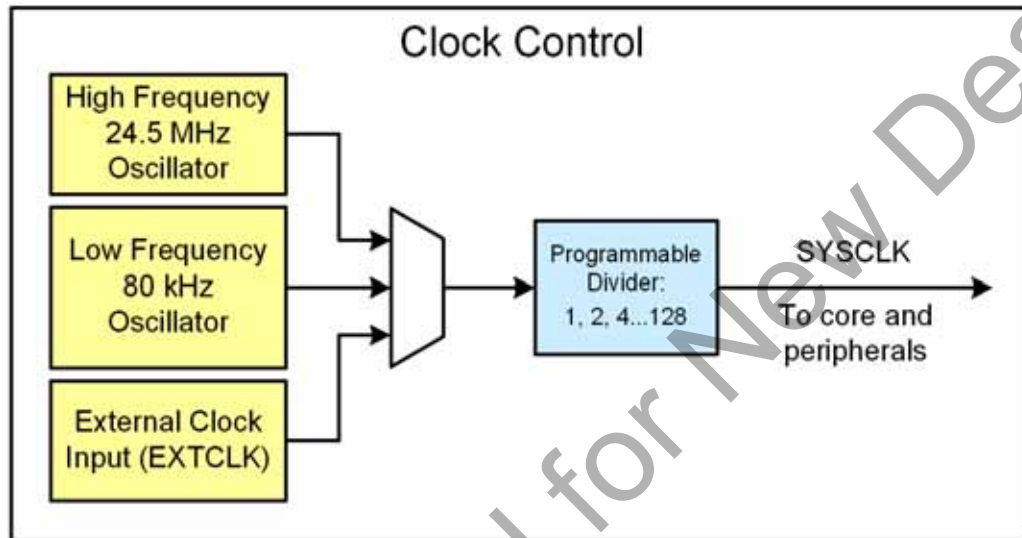 Clock Control
High Frequency
24.5 MHz
Oscillator
Low Frequency
80 kHz
Oscillator
External Clock
Input (EXTCLK)
Programmable
Divider:
1, 2, 4...128
SYSCLK
To core and
peripherals
for New Des